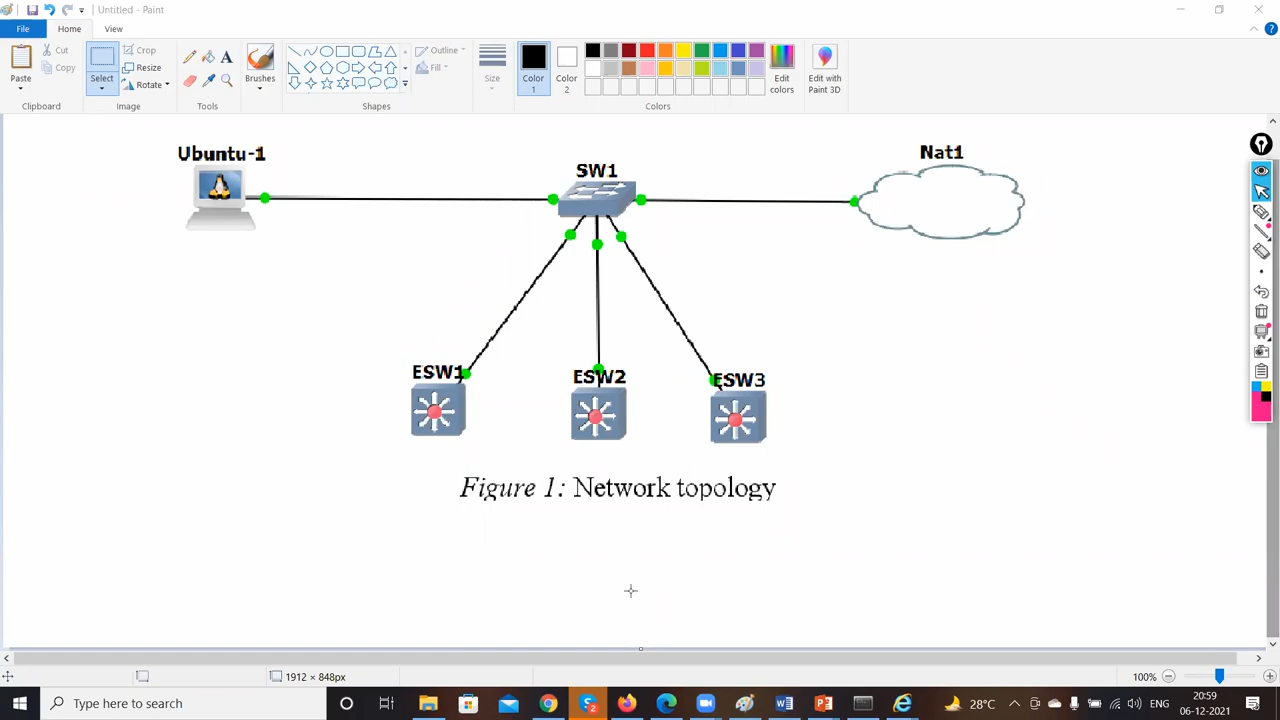 Untitled - Paint
File
Home
View
Paste
Cut
Copy
Clipboard
Select
Crop
Resize
Rotate
Image
Tools
Brushes
Shapes
Outline
Fill
Size
Color 1
Color 2
Edit colors
Colors
Edit with Paint 3D
Ubuntu-1
SW1
Nat1
ESW1
ESW2
ESW3
Figure 1: Network topology
1912 × 848px
100%
Type here to search
28°C
ENG
20:59
06-12-2021